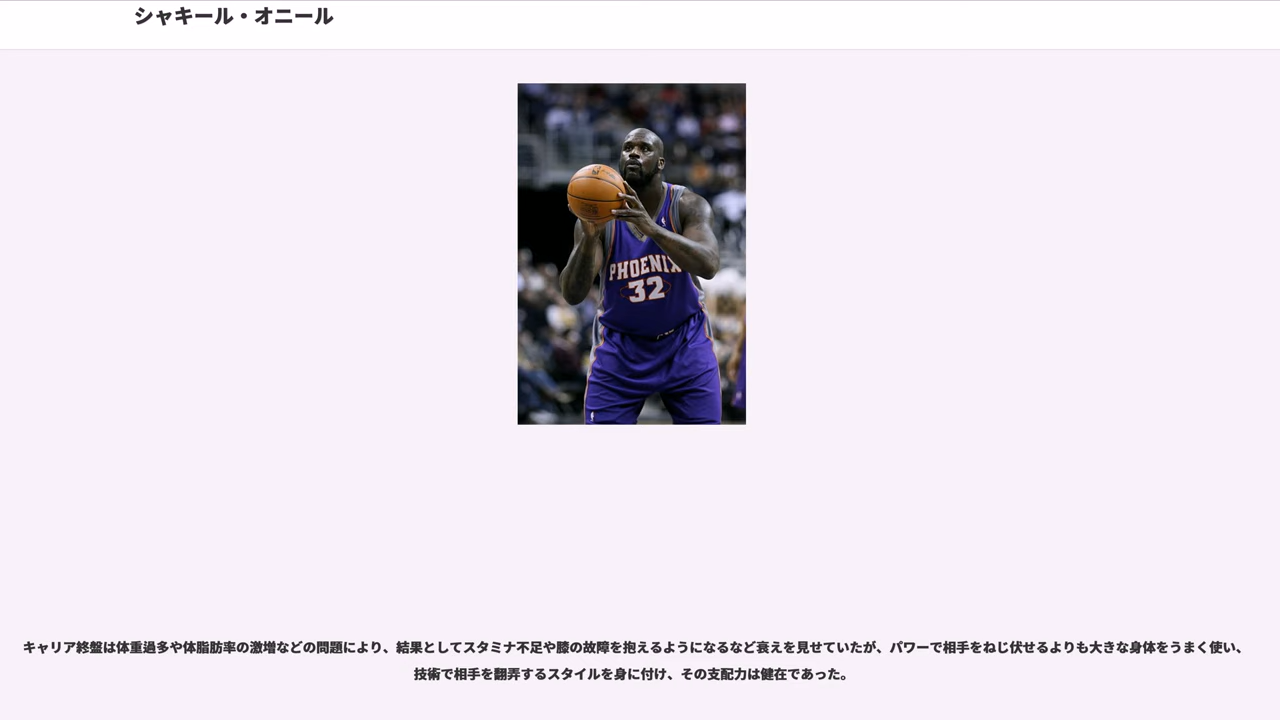 シャキール・オニール
PHOENIX
32
キャリア終盤は体重過多や体脂肪率の激増などの問題により、結果としてスタミナ不足や膝の故障を抱えるようになるなど衰えを見せていたが、パワーで相手をねじ伏せるよりも大きな身体をうまく使い、
技術で相手を翻弄するスタイルを身に付け、その支配力は健在であった。